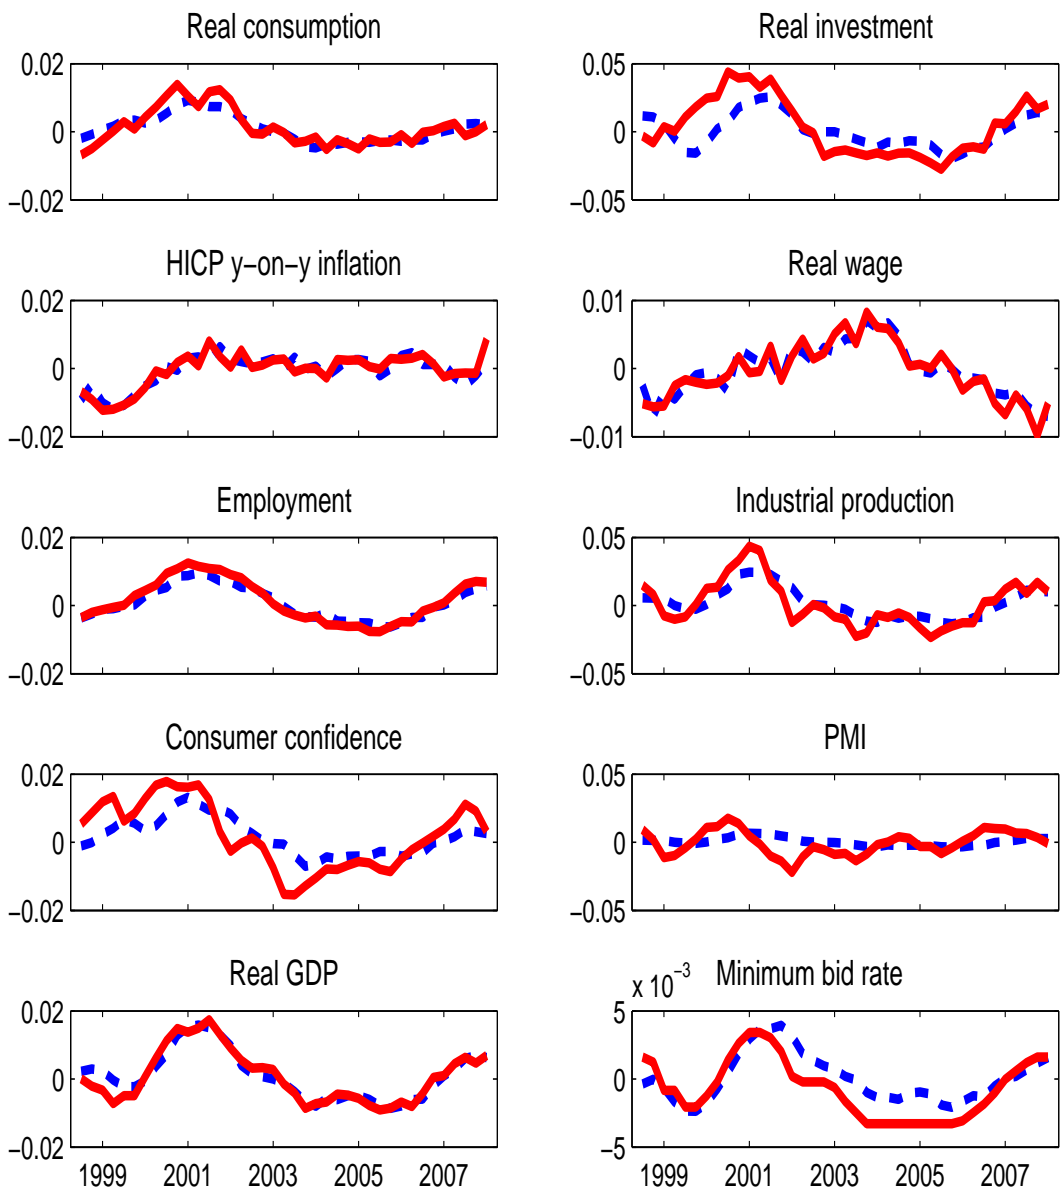 Real consumption
0.02
0
−0.02
Real investment
0.05
0
−0.05
HICP y−on−y inflation
0.02
0
−0.02
Real wage
0.01
0
−0.01
Employment
0.02
0
−0.02
Industrial production
0.05
0
−0.05
Consumer confidence
0.02
0
−0.02
PMI
0.05
0
−0.05
Real GDP
0.02
0
−0.02
1999 2001 2003 2005 2007
x 10⁻³ Minimum bid rate
5
0
−5
1999 2001 2003 2005 2007